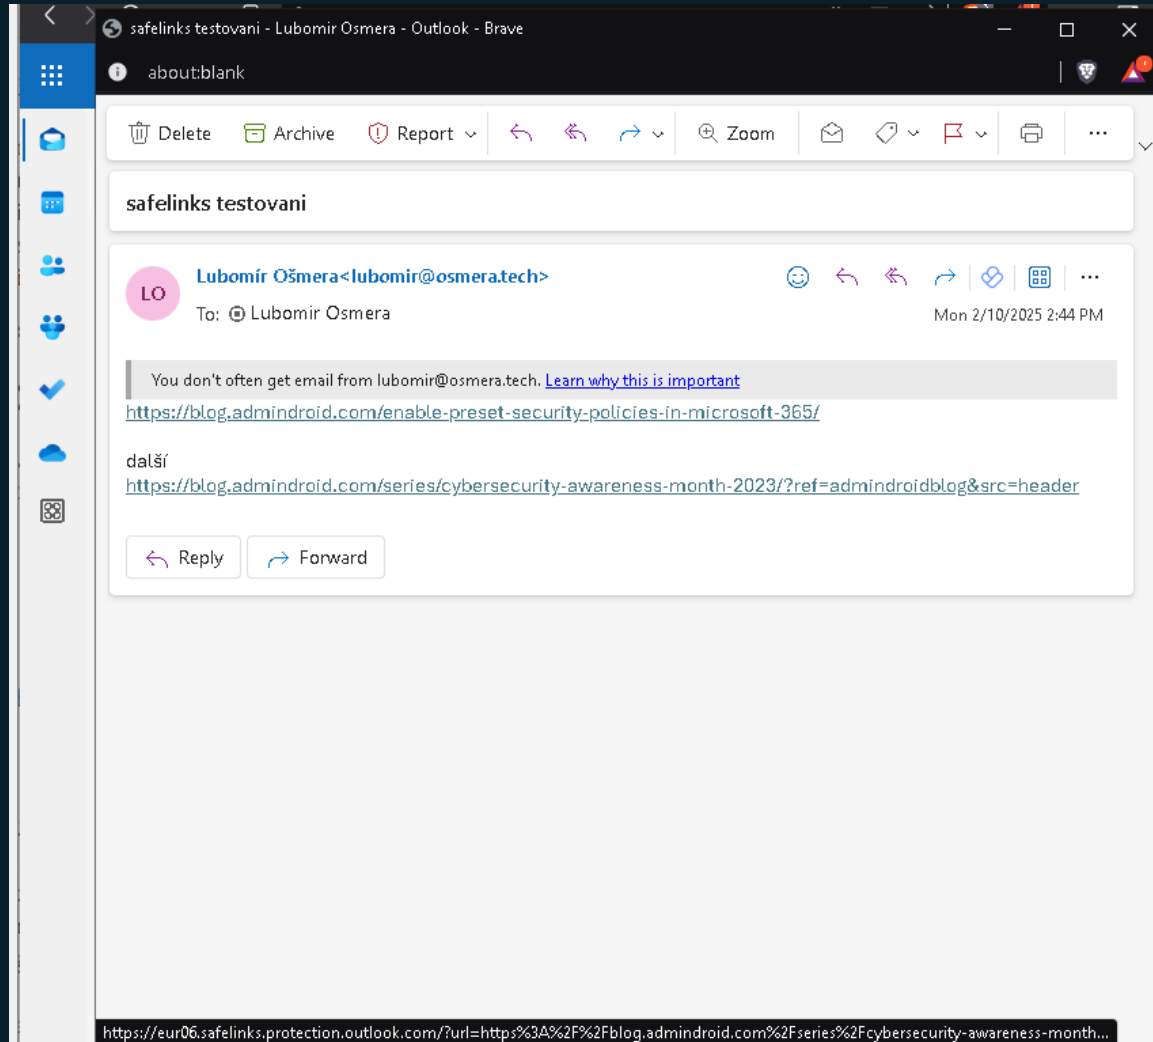 safelinks testovani - Lubomir Osmera - Outlook - Brave
about:blank
Delete Archive Report Zoom
safelinks testovani
LO
Lubomír Ošmera<lubomir@osmera.tech>
To: Lubomir Osmera
Mon 2/10/2025 2:44 PM
You don't often get email from lubomir@osmera.tech. Learn why this is important
https://blog.admindroid.com/enable-preset-security-policies-in-microsoft-365/
další
https://blog.admindroid.com/series/cybersecurity-awareness-month-2023/?ref=admindroidblog&src=header
Reply Forward
https://eur06.safelinks.protection.outlook.com/?url=https%3A%2F%2Fblog.admindroid.com%2Fseries%2Fcybersecurity-awareness-month...